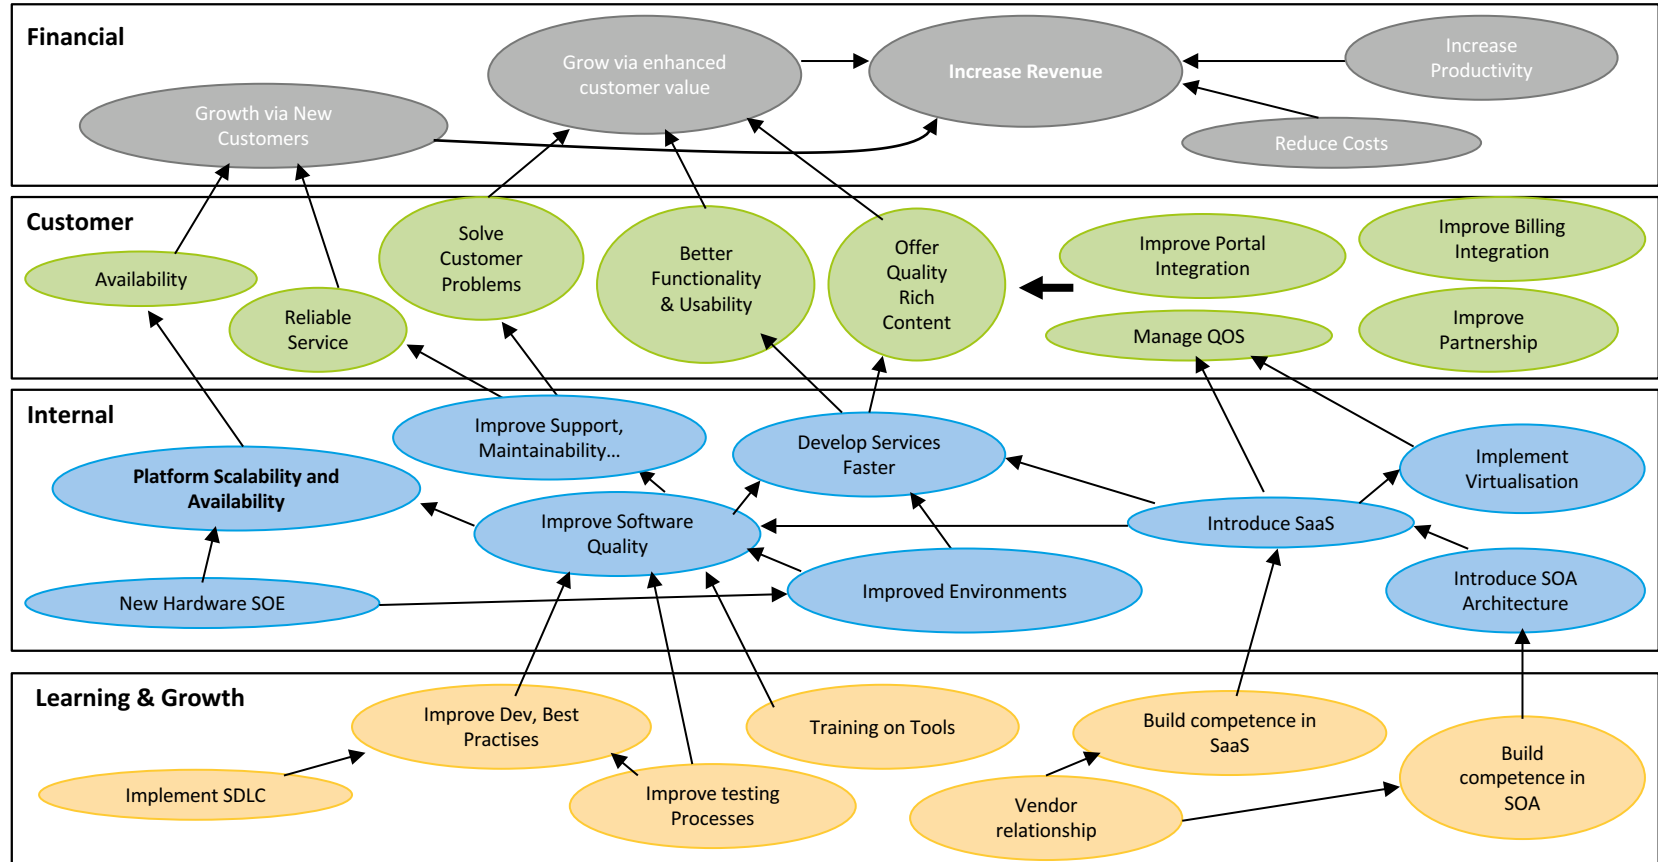 Financial
Grow via enhanced
customer value
Increase Revenue
Increase
Productivity
Growth via New
Customers
Reduce Costs
Customer
Availability
Reliable
Service
Solve
Customer
Problems
Better
Functionality
& Usability
Offer
Quality
Rich
Content
Improve Portal
Integration
Manage QOS
Improve Billing
Integration
Improve
Partnership
Internal
Platform Scalability and
Availability
Improve Support,
Maintainability...
Develop Services
Faster
Implement
Virtualisation
Improve Software
Quality
Introduce SaaS
New Hardware SOE
Improved Environments
Introduce SOA
Architecture
Learning & Growth
Improve Dev, Best
Practises
Training on Tools
Build competence in
SaaS
Implement SDLC
Improve testing
Processes
Vendor
relationship
Build
competence in
SOA